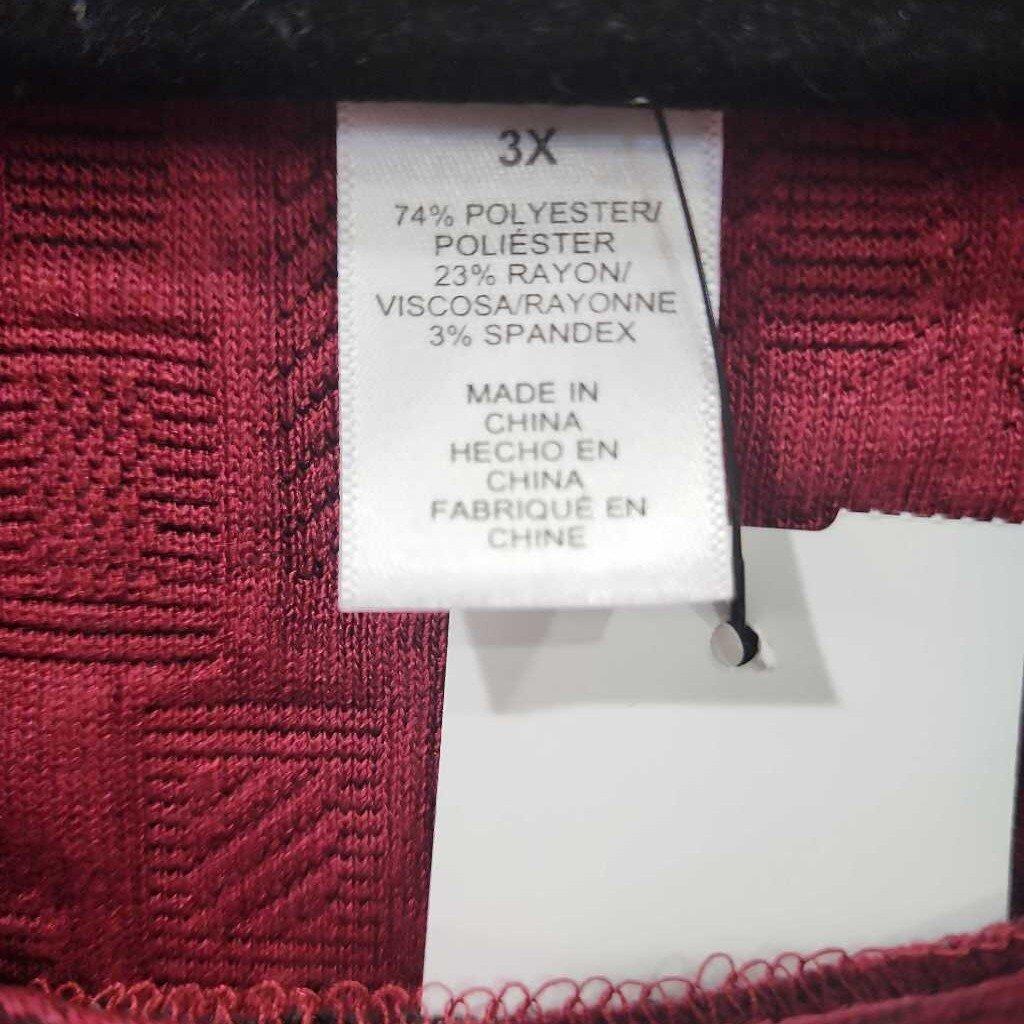 3X
74% POLYESTER/
POLIÉSTER
23% RAYON/
VISCOSA/RAYONNE
3% SPANDEX
MADE IN
CHINA
HECHO EN
CHINA
FABRIQUÉ EN
CHINE